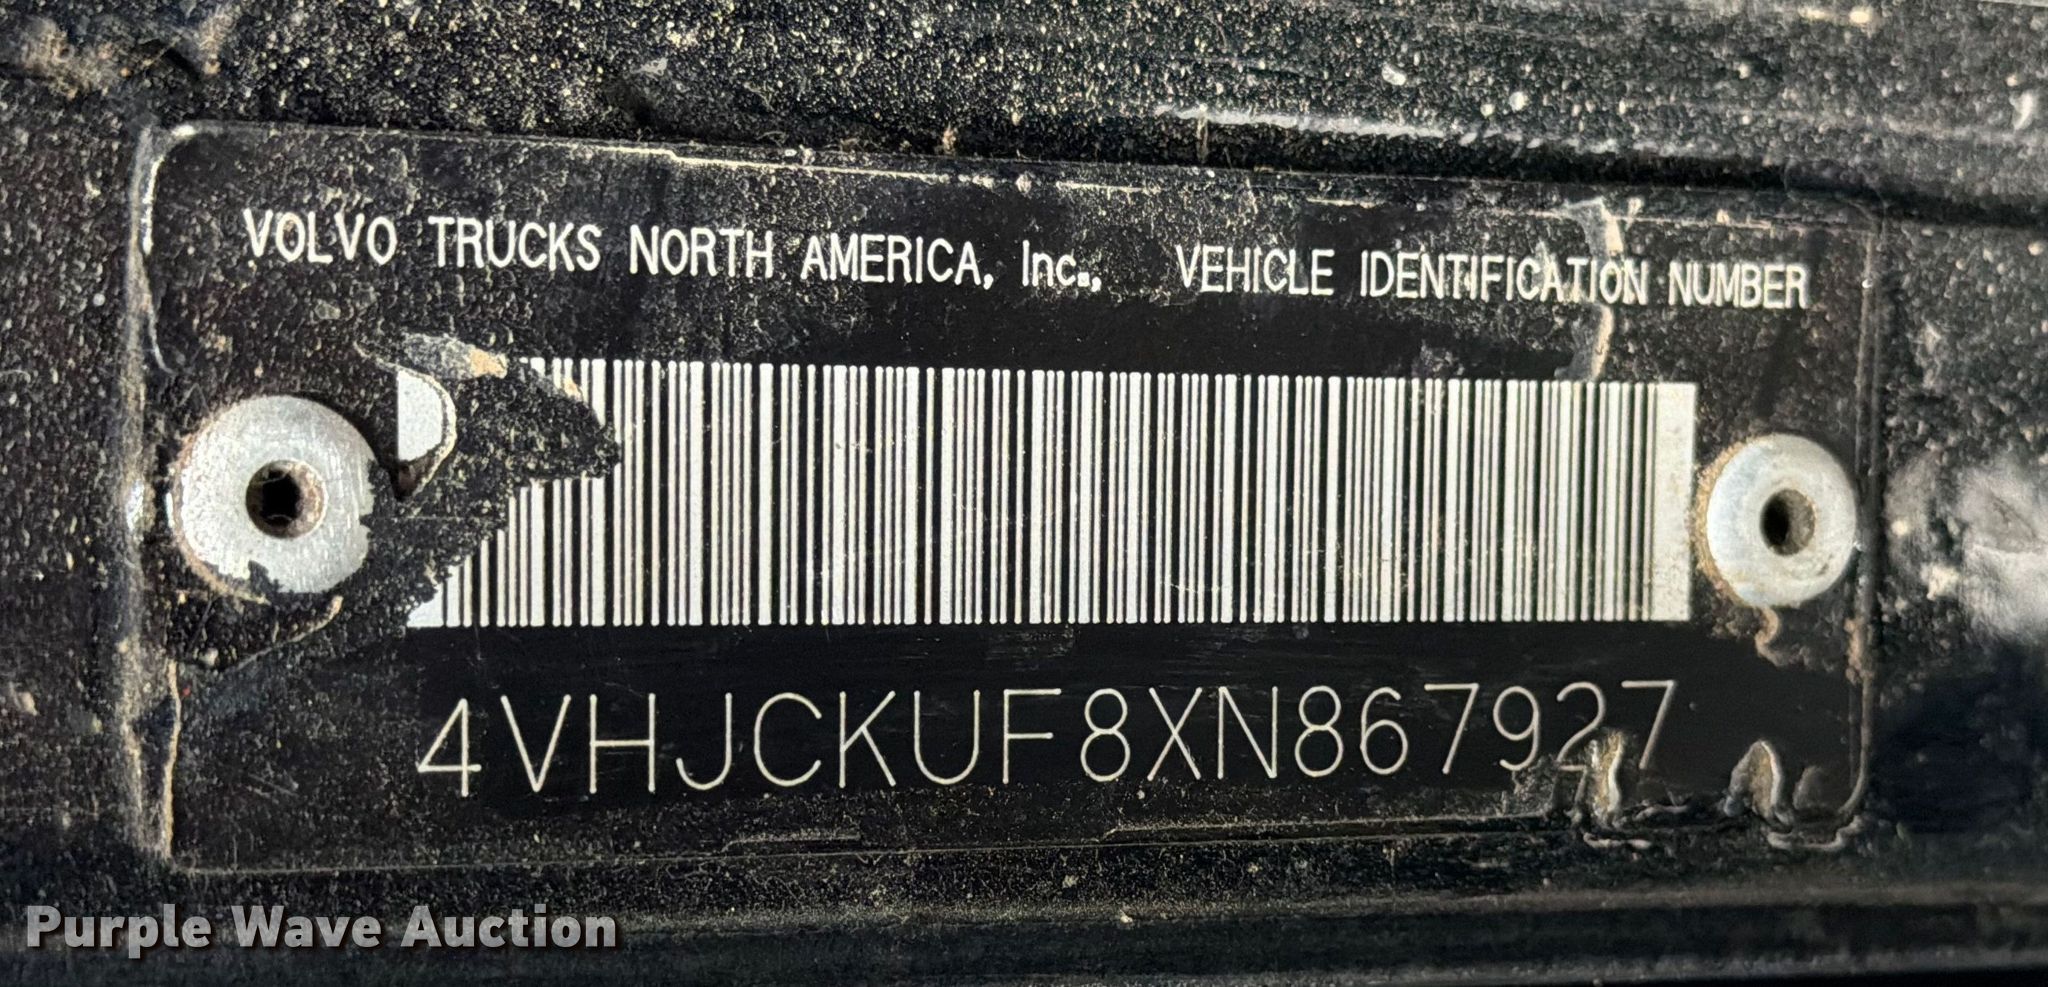 VOLVO TRUCKS NORTH AMERICA, Inc., VEHICLE IDENTIFICATION NUMBER
4VHJCKUF8XN867927
Purple Wave Auction